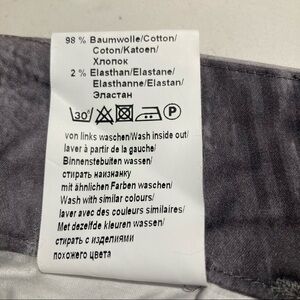 98 % Baumwolle/Cotton/
Coton/Katoen/
Хлопок
2 % Elasthan/Elastane/
Elasthanne/Elastan/
Эластан
30°
P
von links waschen/Wash inside out/
laver à partir de la gauche/
Binnenstebuiten wassen/
стирать наизнанку
mit ähnlichen Farben waschen/
Wash with similar colours/
laver avec des couleurs similaires/
Met dezelfde kleuren wassen/
стирать с изделиями
похожего цвета